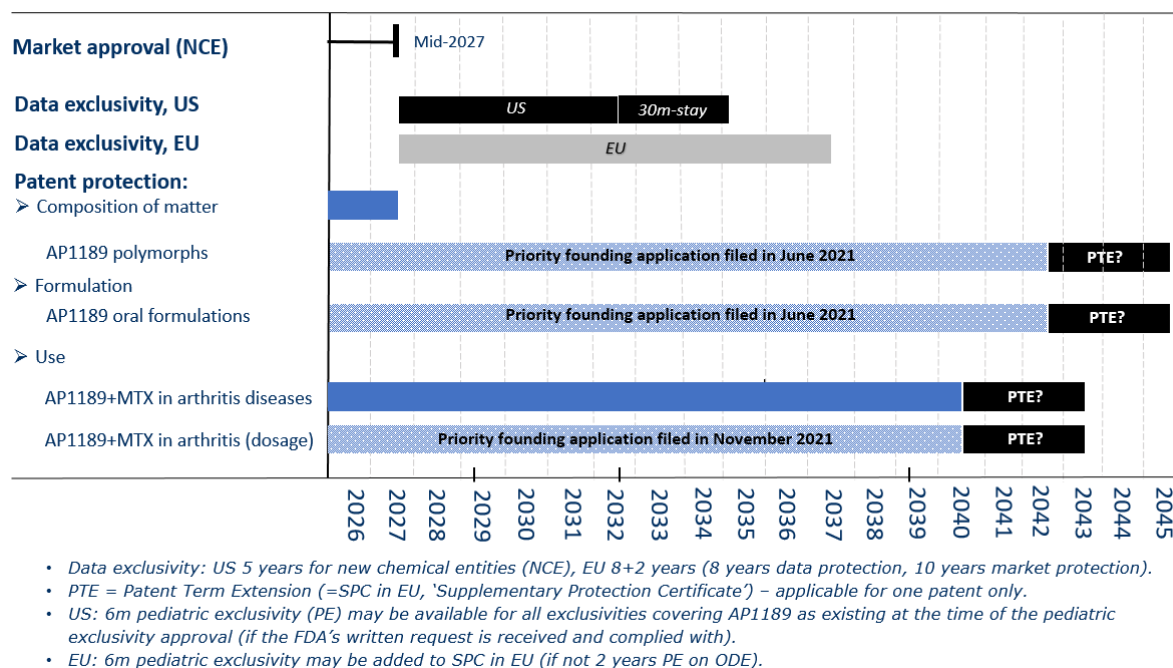 Market approval (NCE)
Mid-2027
Data exclusivity, US
US
30m-stay
Data exclusivity, EU
EU
Patent protection:
➢ Composition of matter
AP1189 polymorphs
Priority founding application filed in June 2021
PTE?
➢ Formulation
AP1189 oral formulations
Priority founding application filed in June 2021
PTE?
➢ Use
AP1189+MTX in arthritis diseases
PTE?
AP1189+MTX in arthritis (dosage)
Priority founding application filed in November 2021
PTE?
2026
2027
2028
2029
2030
2031
2032
2033
2034
2035
2036
2037
2038
2039
2040
2042
2043
2044
2045
• Data exclusivity: US 5 years for new chemical entities (NCE), EU 8+2 years (8 years data protection, 10 years market protection).
• PTE = Patent Term Extension (=SPC in EU, ‘Supplementary Protection Certificate’) – applicable for one patent only.
• US: 6m pediatric exclusivity (PE) may be available for all exclusivities covering AP1189 as existing at the time of the pediatric
exclusivity approval (if the FDA’s written request is received and complied with).
• EU: 6m pediatric exclusivity may be added to SPC in EU (if not 2 years PE on ODE).